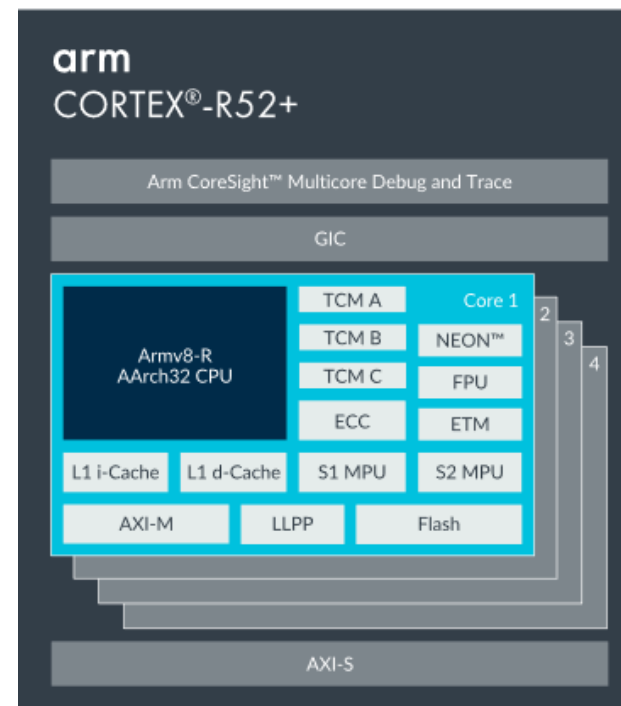 arm
CORTEX®-R52+
Arm CoreSight™ Multicore Debug and Trace
GIC
Core 1
2
3
4
Armv8-R
AArch32 CPU
TCM A
TCM B
NEON™
TCM C
FPU
ECC
ETM
L1 i-Cache
L1 d-Cache
S1 MPU
S2 MPU
AXI-M
LLPP
Flash
AXI-S